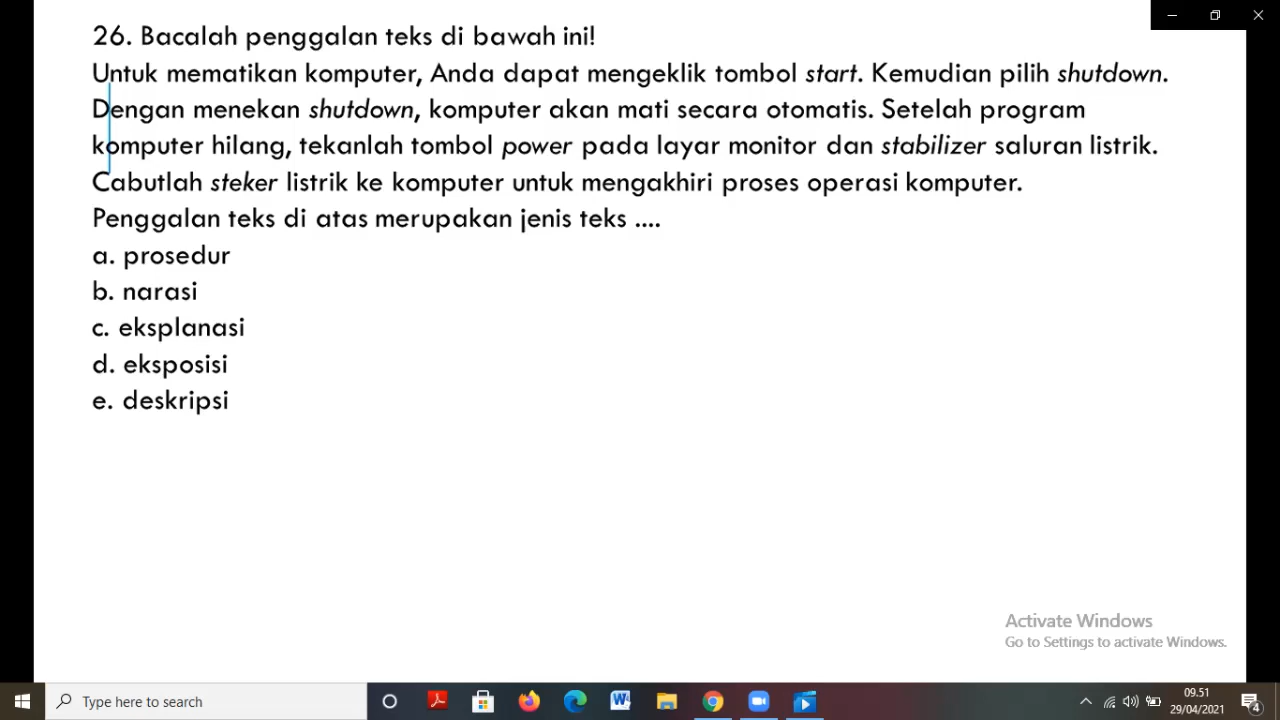 26. Bacalah penggalan teks di bawah ini!
Untuk mematikan komputer, Anda dapat mengeklik tombol start. Kemudian pilih shutdown.
Dengan menekan shutdown, komputer akan mati secara otomatis. Setelah program
komputer hilang, tekanlah tombol power pada layar monitor dan stabilizer saluran listrik.
Cabutlah steker listrik ke komputer untuk mengakhiri proses operasi komputer.
Penggalan teks di atas merupakan jenis teks ....
a. prosedur
b. narasi
c. eksplanasi
d. eksposisi
e. deskripsi
Activate Windows
Go to Settings to activate Windows.
Type here to search
09.51
29/04/2021
4